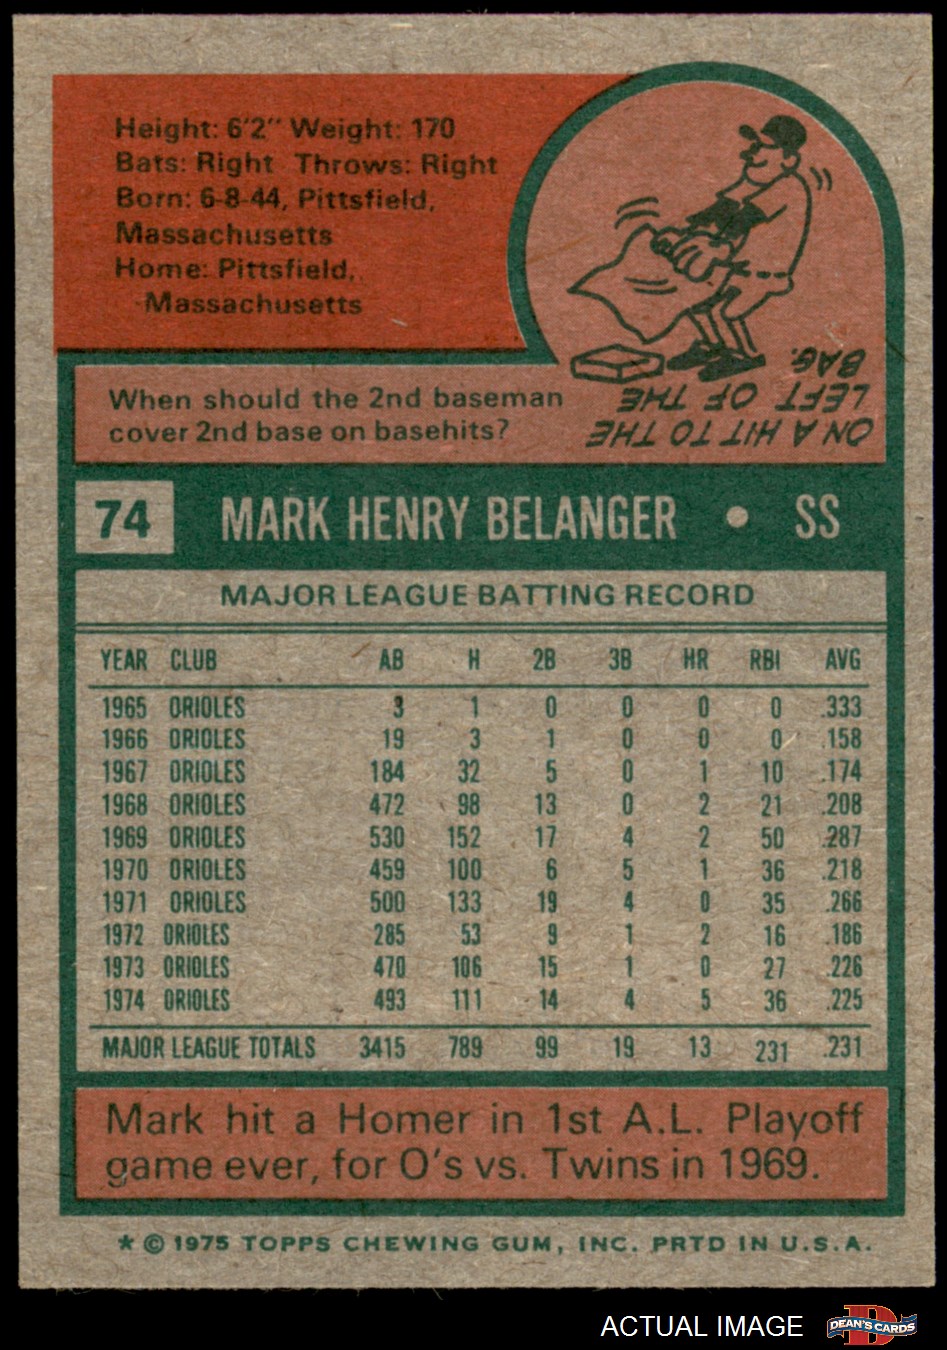 Height: 6'2" Weight: 170
Bats: Right Throws: Right
Born: 6-8-44, Pittsfield,
Massachusetts
Home: Pittsfield,
Massachusetts
When should the 2nd baseman
cover 2nd base on basehits?
ON A HIT TO THE
LEFT OF THE
BAG.
74 MARK HENRY BELANGER • SS
MAJOR LEAGUE BATTING RECORD
YEAR CLUB AB H 2B 3B HR RBI AVG
1965 ORIOLES 3 1 0 0 0 0 .333
1966 ORIOLES 19 3 1 0 0 0 .158
1967 ORIOLES 184 32 5 0 1 10 .174
1968 ORIOLES 472 98 13 0 2 21 .208
1969 ORIOLES 530 152 17 4 2 50 .287
1970 ORIOLES 459 100 6 5 1 36 .218
1971 ORIOLES 500 133 19 4 0 35 .266
1972 ORIOLES 285 53 9 1 2 16 .186
1973 ORIOLES 470 106 15 1 0 27 .226
1974 ORIOLES 493 111 14 4 5 36 .225
MAJOR LEAGUE TOTALS 3415 789 99 19 13 231 .231
Mark hit a Homer in 1st A.L. Playoff
game ever, for O's vs. Twins in 1969.
* © 1975 TOPPS CHEWING GUM, INC. PRTD IN U.S.A.
ACTUAL IMAGE
D
DEAN'S CARDS